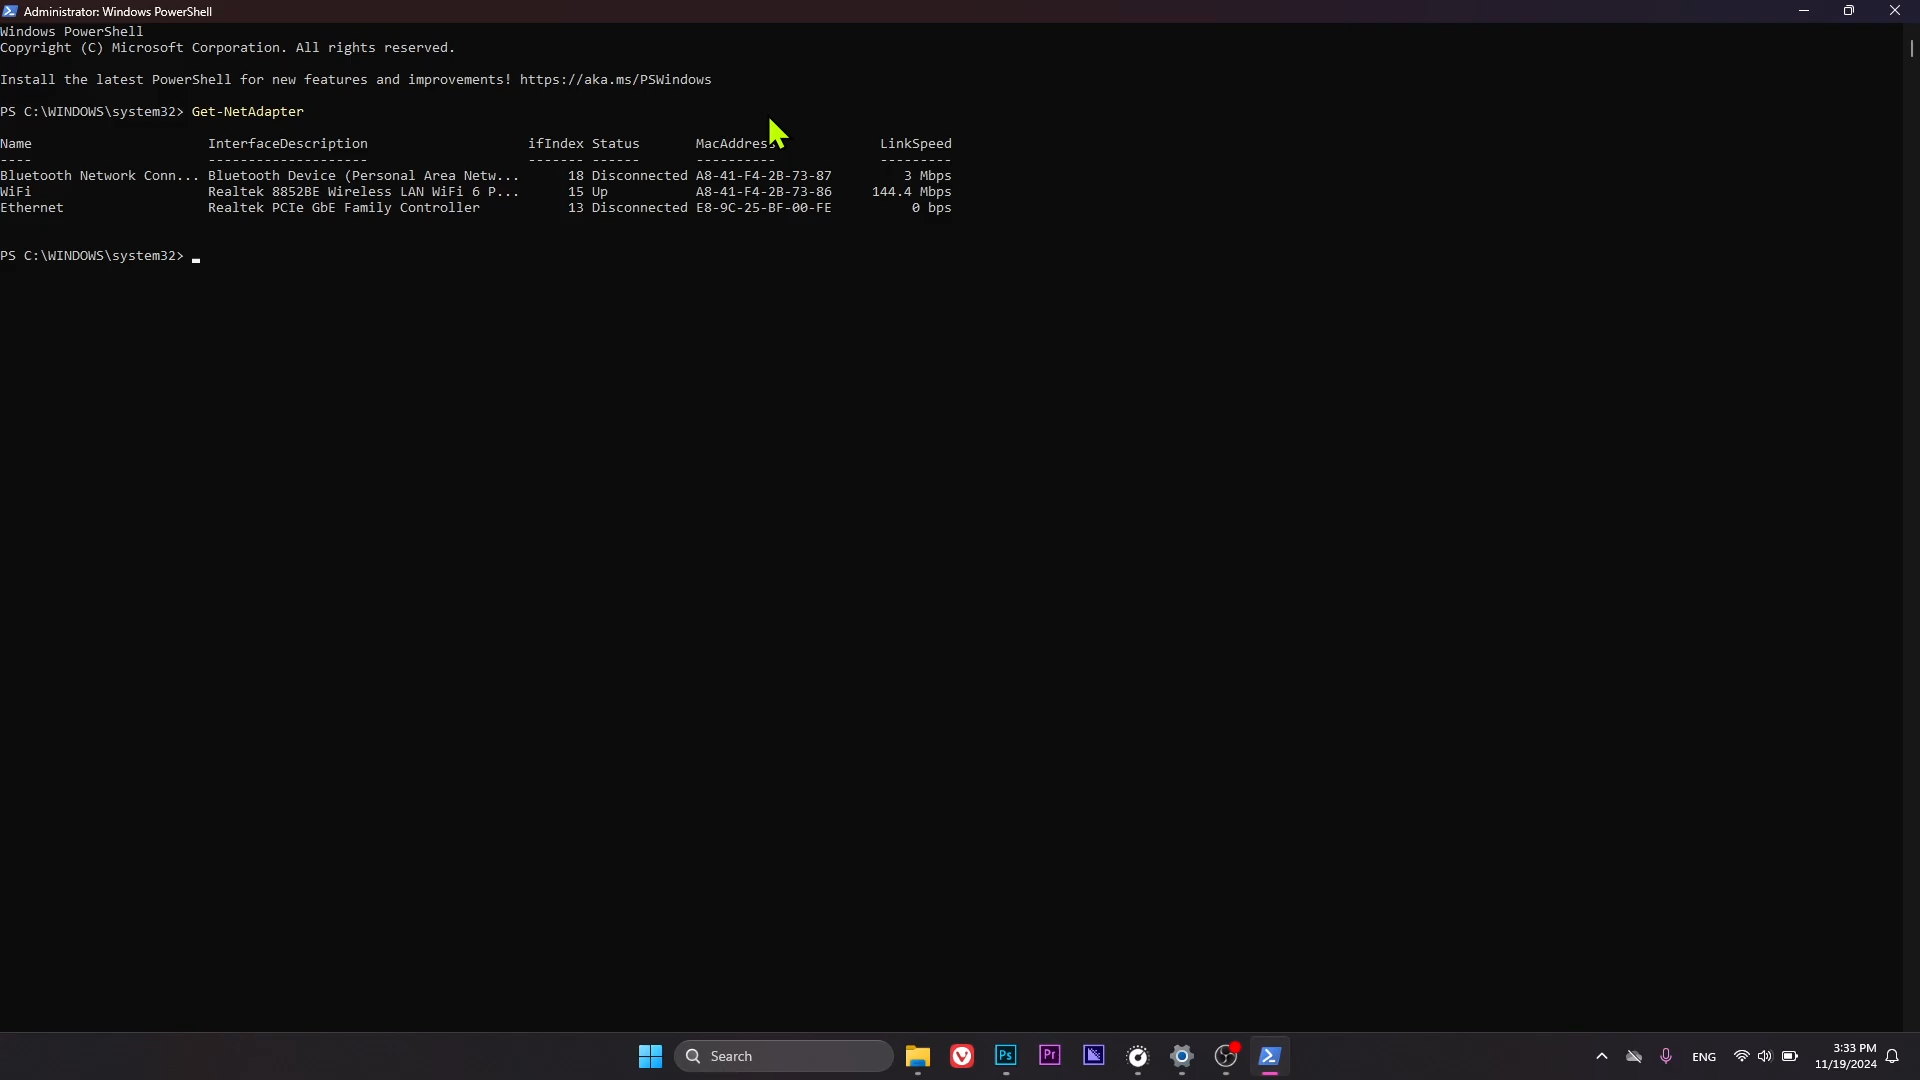 Administrator: Windows PowerShell
Windows PowerShell
Copyright (C) Microsoft Corporation. All rights reserved.
Install the latest PowerShell for new features and improvements! https://aka.ms/PSWindows
PS C:\WINDOWS\system32> Get-NetAdapter
Name InterfaceDescription ifIndex Status MacAddress LinkSpeed
---- -------------------- ------- ------ ---------- ---------
Bluetooth Network Conn... Bluetooth Device (Personal Area Netw... 18 Disconnected A8-41-F4-2B-73-87 3 Mbps
WiFi Realtek 8852BE Wireless LAN WiFi 6 P... 15 Up A8-41-F4-2B-73-86 144.4 Mbps
Ethernet Realtek PCIe GbE Family Controller 13 Disconnected E8-9C-25-BF-00-FE 0 bps
PS C:\WINDOWS\system32>
Search
Ps
Pr
ENG
3:33 PM
11/19/2024